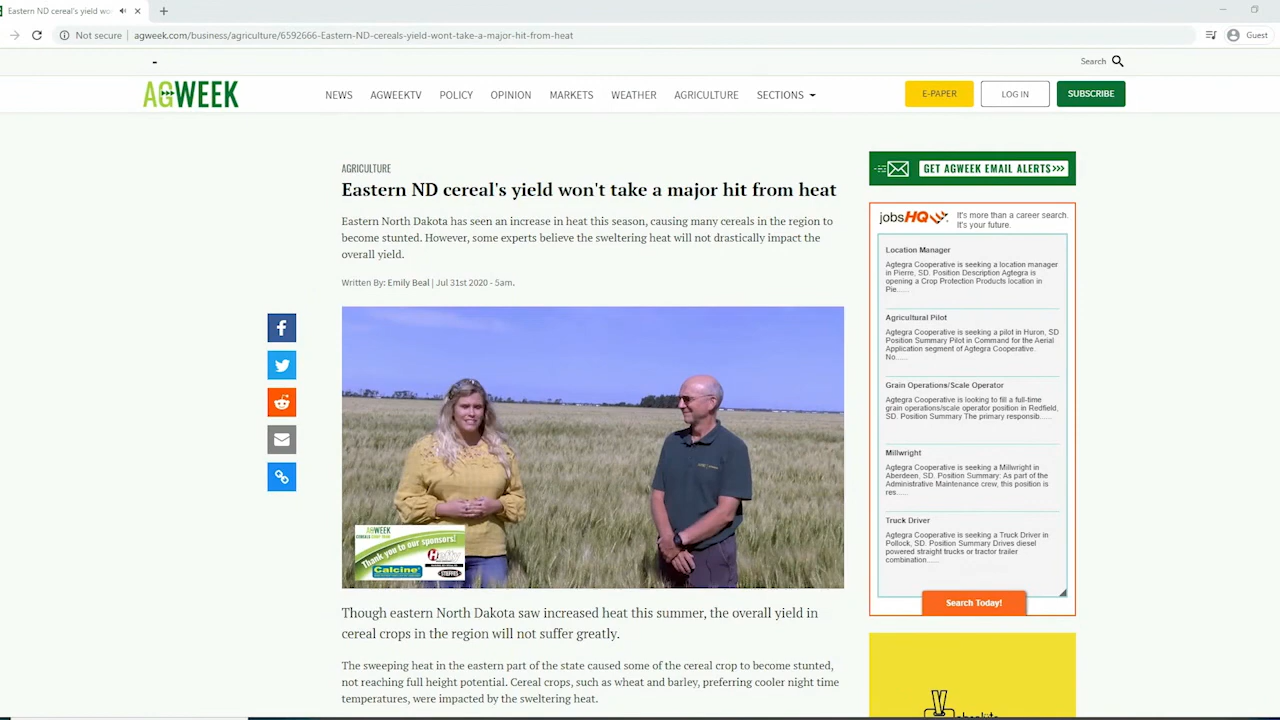 Eastern ND cereal's yield wo
Not secure agweek.com/business/agriculture/6592666-Eastern-ND-cereals-yield-wont-take-a-major-hit-from-heat
Guest
Search
AGWEEK
NEWS AGWEEKTV POLICY OPINION MARKETS WEATHER AGRICULTURE SECTIONS
E-PAPER LOG IN SUBSCRIBE
AGRICULTURE
Eastern ND cereal's yield won't take a major hit from heat
Eastern North Dakota has seen an increase in heat this season, causing many cereals in the region to
become stunted. However, some experts believe the sweltering heat will not drastically impact the
overall yield.
Written By: Emily Beal | Jul 31st 2020 - 5am.
AGWEEK
Thank you to our sponsors!
Calcine
Though eastern North Dakota saw increased heat this summer, the overall yield in
cereal crops in the region will not suffer greatly.
The sweeping heat in the eastern part of the state caused some of the cereal crop to become stunted,
not reaching full height potential. Cereal crops, such as wheat and barley, preferring cooler night time
temperatures, were impacted by the sweltering heat.
GET AGWEEK EMAIL ALERTS>>>
jobsHQ
It's more than a career search.
It's your future.
Location Manager
Agtegra Cooperative is seeking a location manager
in Pierre, SD. Position Description Agtegra is
opening a Crop Protection Products location in
Pie......
Agricultural Pilot
Agtegra Cooperative is seeking a pilot in Huron, SD
Position Summary Pilot in Command for the Aerial
Application segment of Agtegra Cooperative.
No......
Grain Operations/Scale Operator
Agtegra Cooperative is looking to fill a full-time
grain operations/scale operator position in Redfield,
SD. Position Summary The primary responsib......
Millwright
Agtegra Cooperative is seeking a Millwright in
Aberdeen, SD. Position Summary: As part of the
Administrative Maintenance crew, this position is
res......
Truck Driver
Agtegra Cooperative is seeking a Truck Driver in
Pollock, SD. Position Summary Drives diesel
powered straight trucks or tractor trailer
combination......
Search Today!
absolute